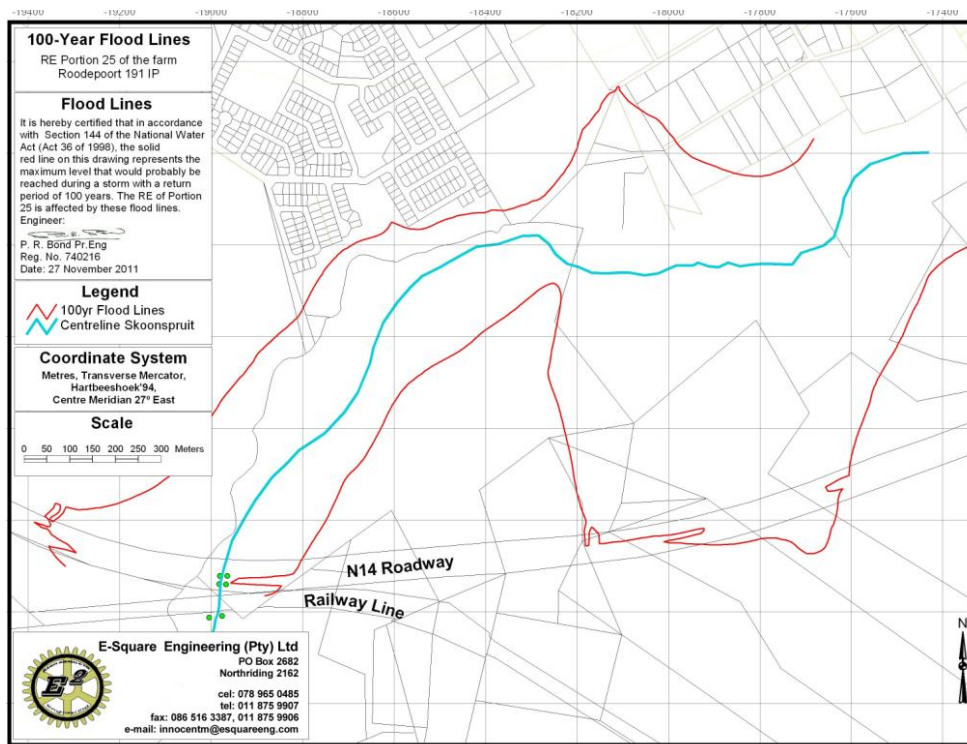 -19400 -19200 -19000 -18800 -18600 -18400 -18200 -18000 -17800 -17600 -17400
100-Year Flood Lines
RE Portion 25 of the farm
Roodepoort 191 IP
Flood Lines
It is hereby certified that in accordance
with Section 144 of the National Water
Act (Act 36 of 1998), the solid
red line on this drawing represents the
maximum level that would probably be
reached during a storm with a return
period of 100 years. The RE of Portion
25 is affected by these flood lines.
Engineer:
P. R. Bond Pr.Eng
Reg. No. 740216
Date: 27 November 2011
Legend
100yr Flood Lines
Centreline Skoonspruit
Coordinate System
Metres, Transverse Mercator,
Hartbeeshoek'94,
Centre Meridian 27º East
Scale
0 50 100 150 200 250 300 Meters
N14 Roadway
Railway Line
N
E-Square Engineering (Pty) Ltd
PO Box 2682
Northriding 2162
cel: 078 965 0485
tel: 011 875 9907
fax: 086 516 3387, 011 875 9906
e-mail: innocentm@esquareeng.com
E2